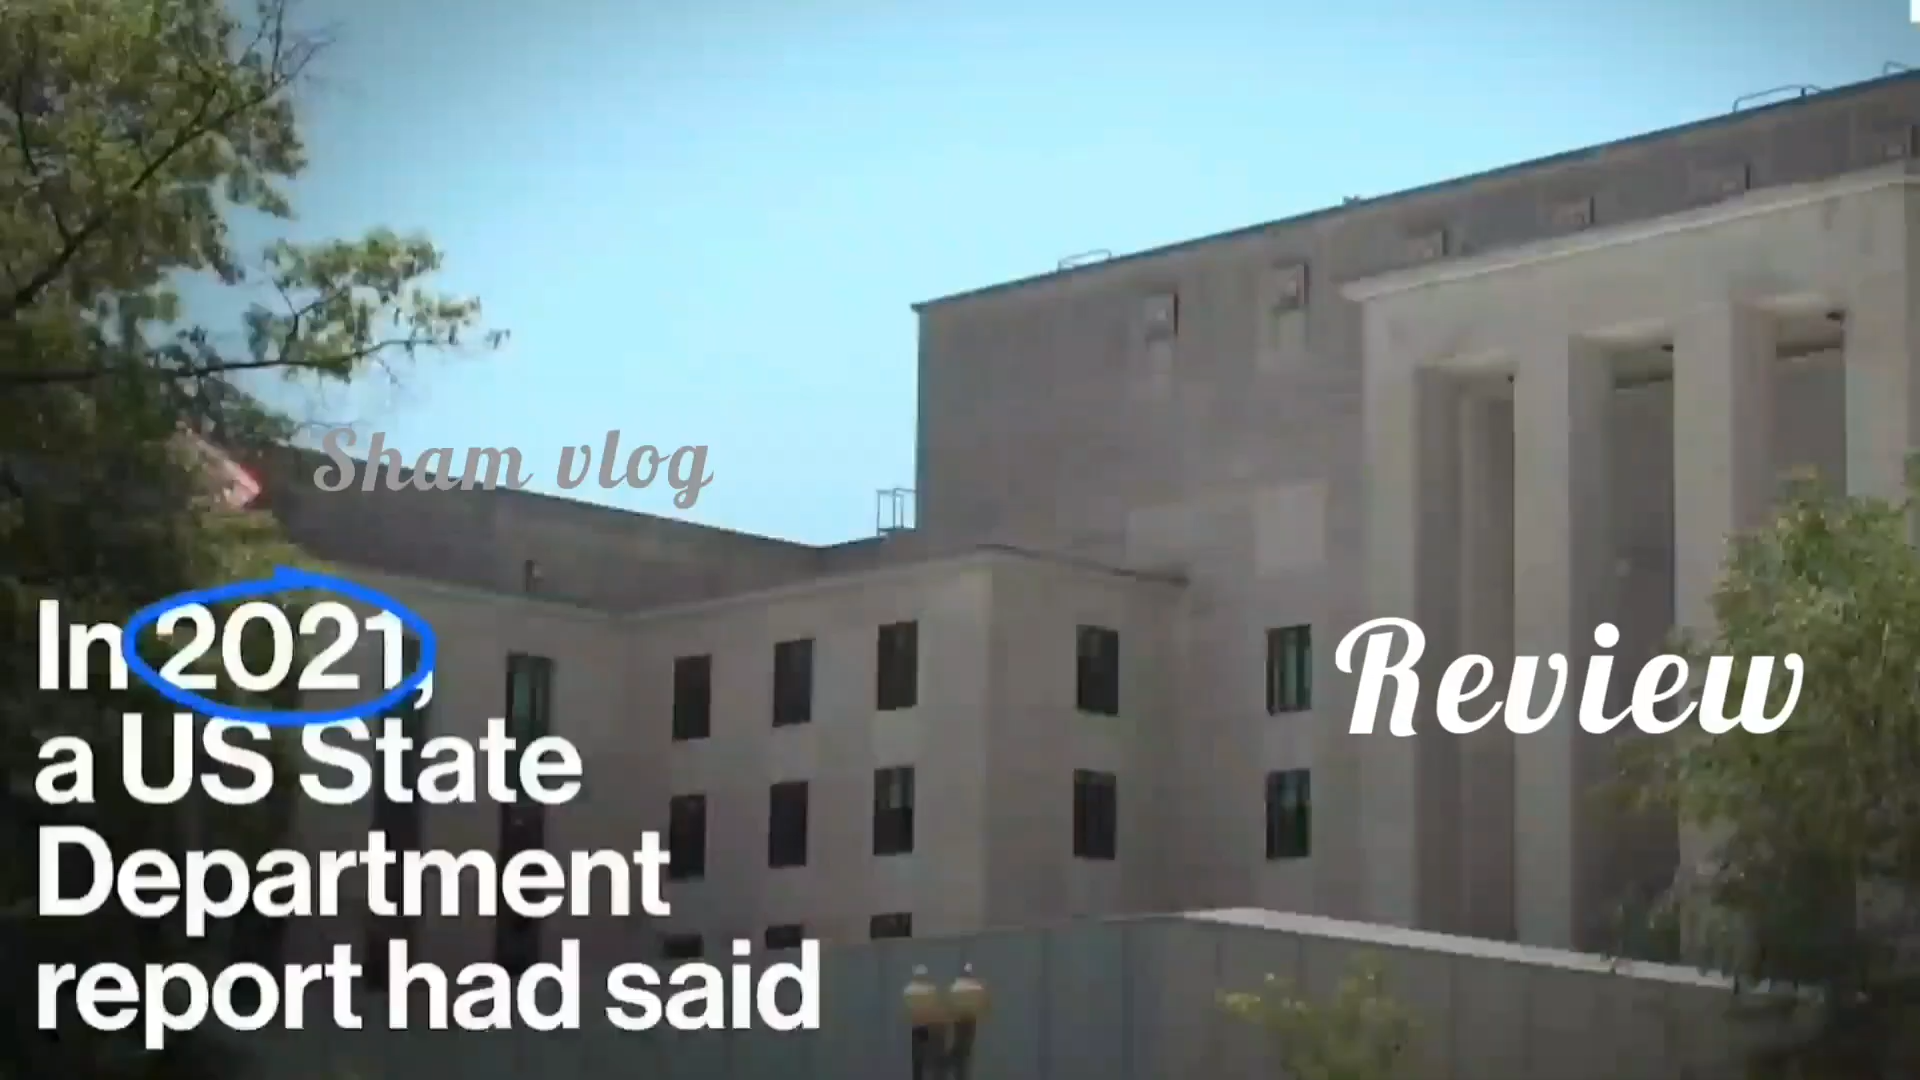 Sham vlog
In 2021,
a US State
Department
report had said
Review